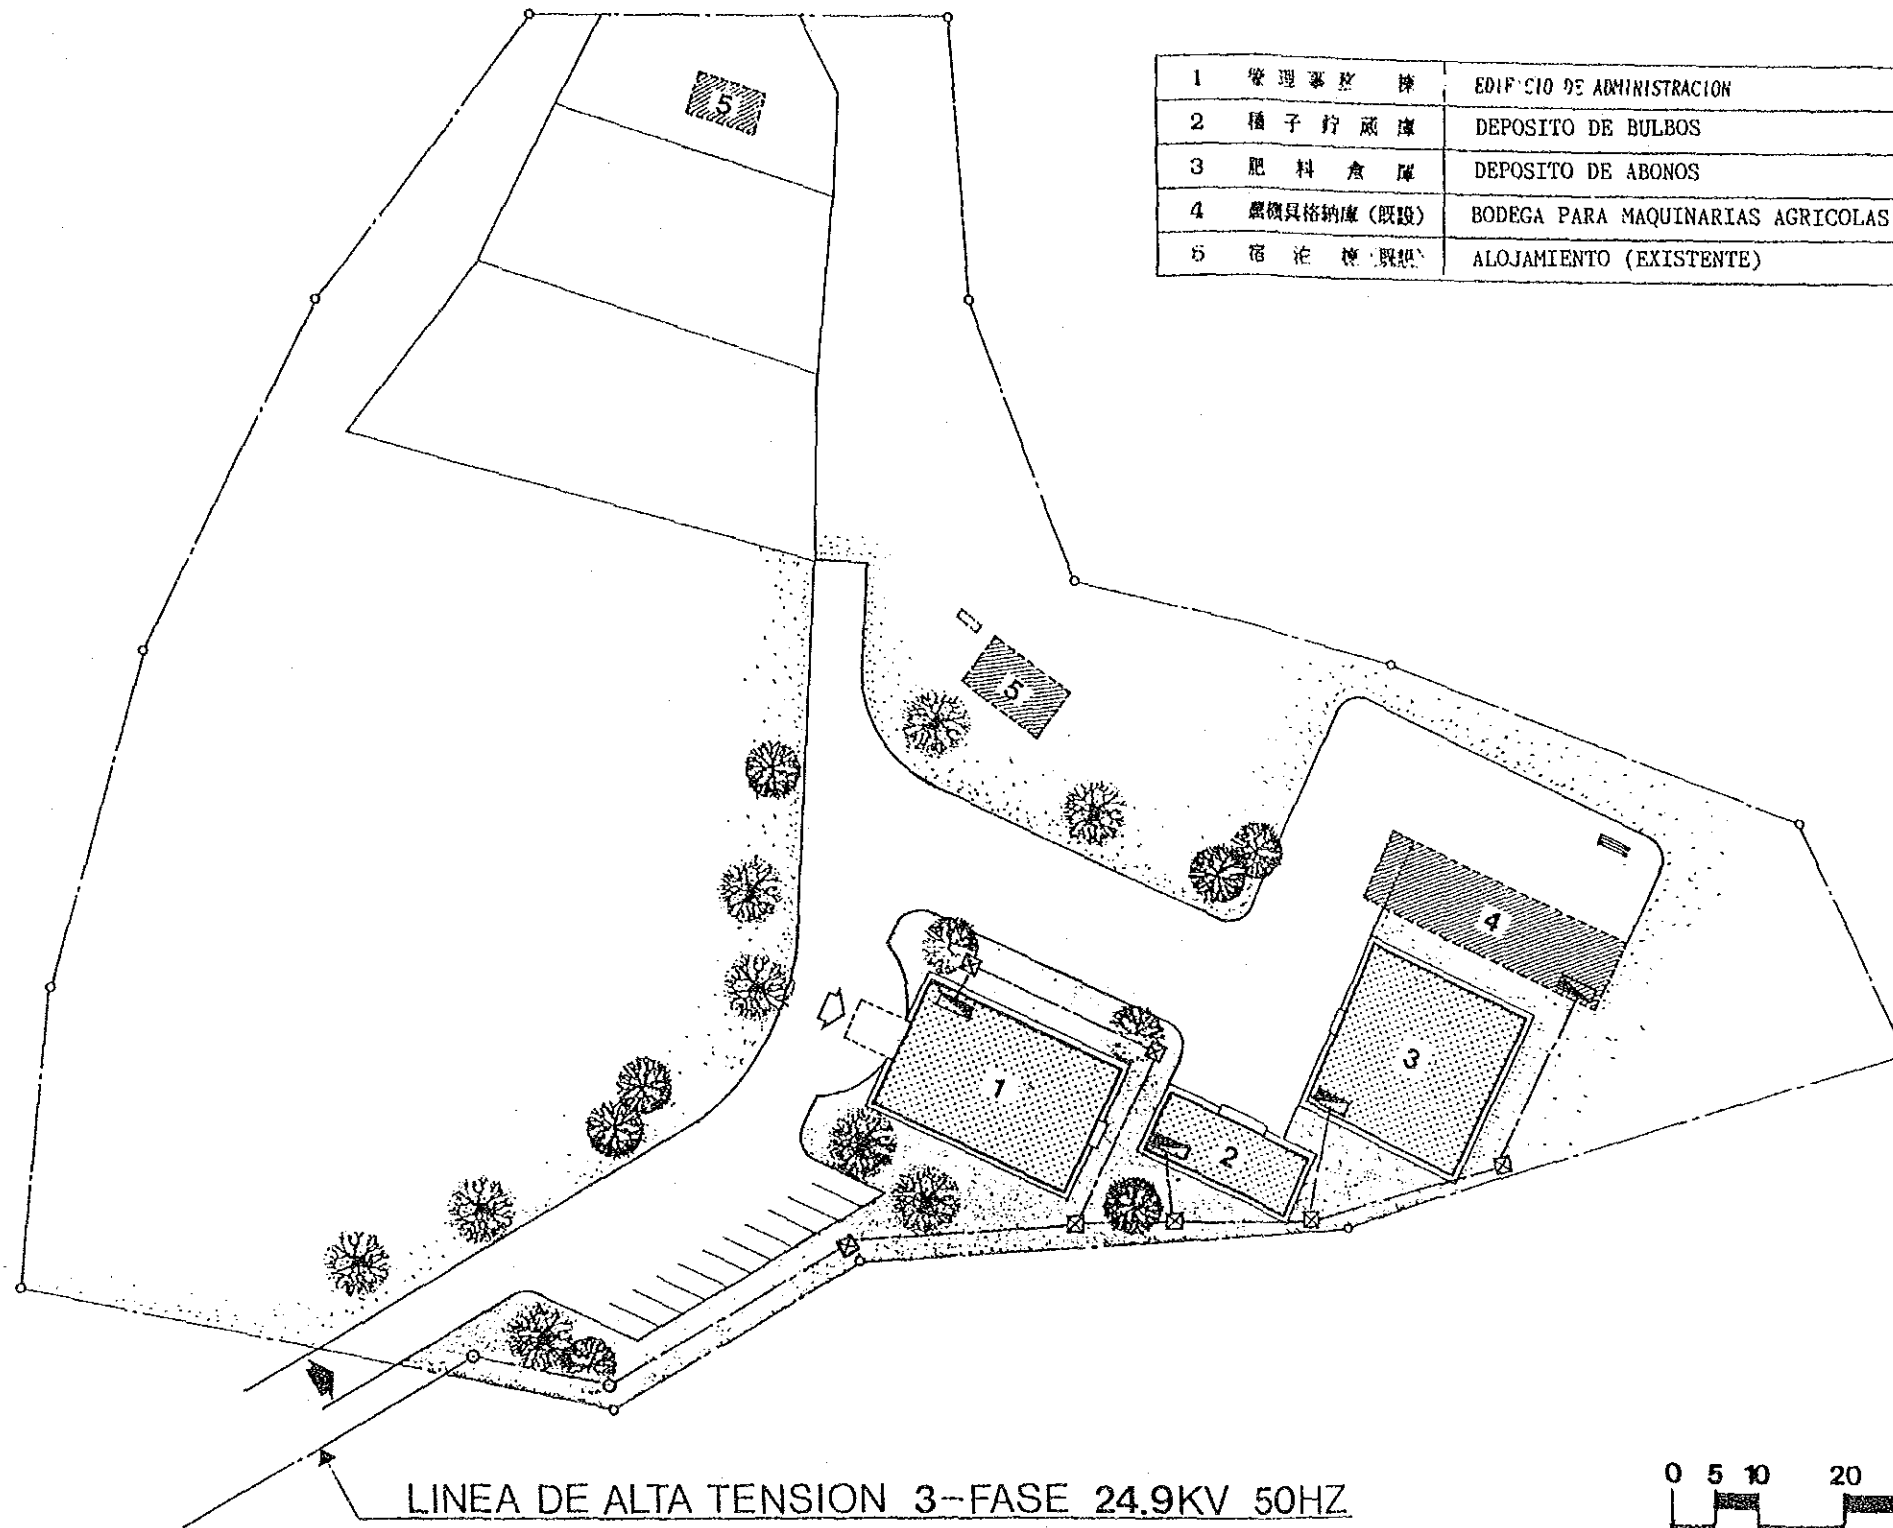 1 管理事務棟 EDIFICIO DE ADMINISTRACION
2 種子貯蔵庫 DEPOSITO DE BULBOS
3 肥料倉庫 DEPOSITO DE ABONOS
4 農機具格納庫(既設) BODEGA PARA MAQUINARIAS AGRICOLAS
5 宿泊棟(既設) ALOJAMIENTO (EXISTENTE)
5
5
4
3
1
2
LINEA DE ALTA TENSION 3-FASE 24.9KV 50HZ
0 5 10 20